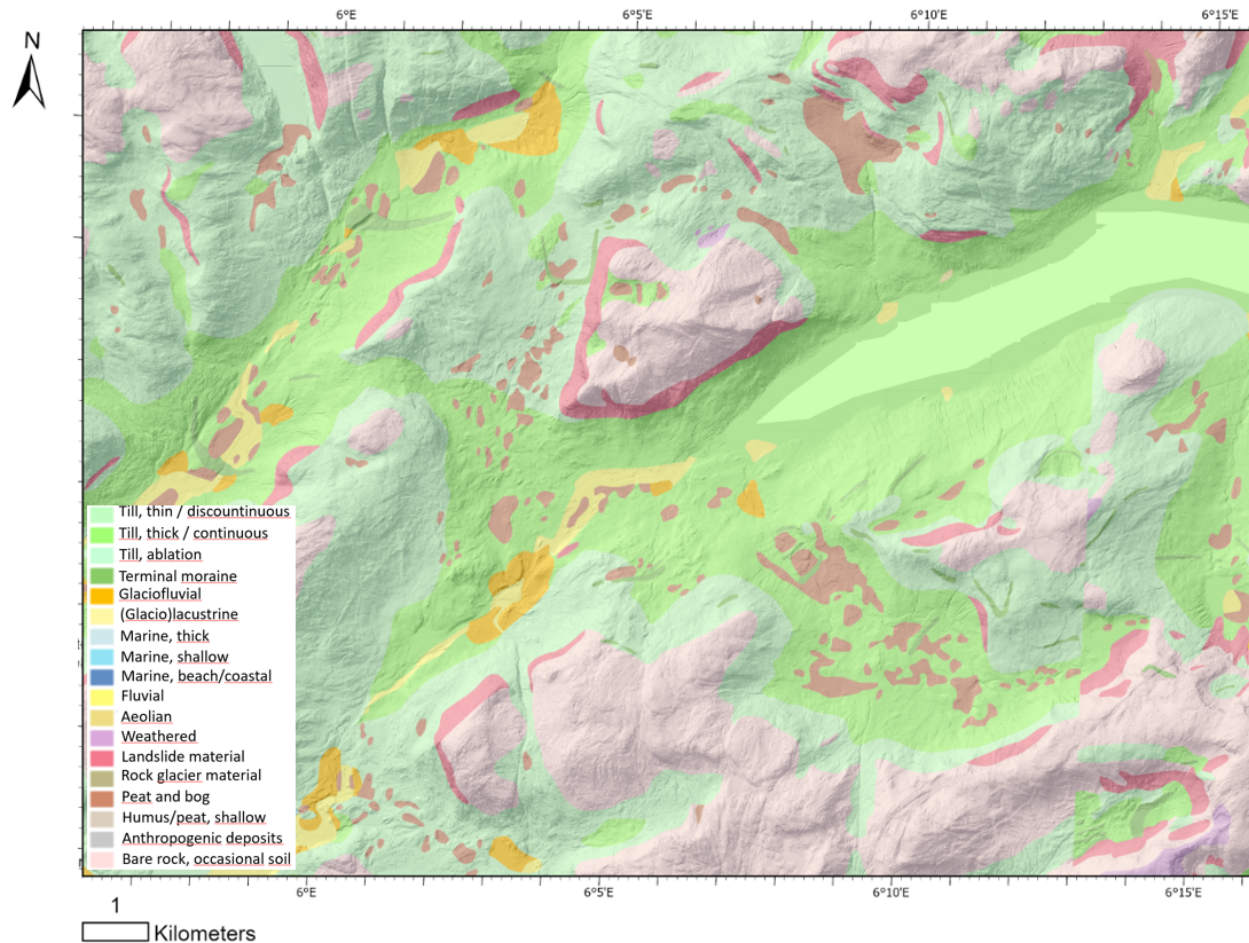 6°E 6°5'E 6°10'E 6°15'E
N
Till, thin / discountinuous
Till, thick / continuous
Till, ablation
Terminal moraine
Glaciofluvial
(Glacio)lacustrine
Marine, thick
Marine, shallow
Marine, beach/coastal
Fluvial
Aeolian
Weathered
Landslide material
Rock glacier material
Peat and bog
Humus/peat, shallow
Anthropogenic deposits
Bare rock, occasional soil
6°E 6°5'E 6°10'E 6°15'E
1
Kilometers